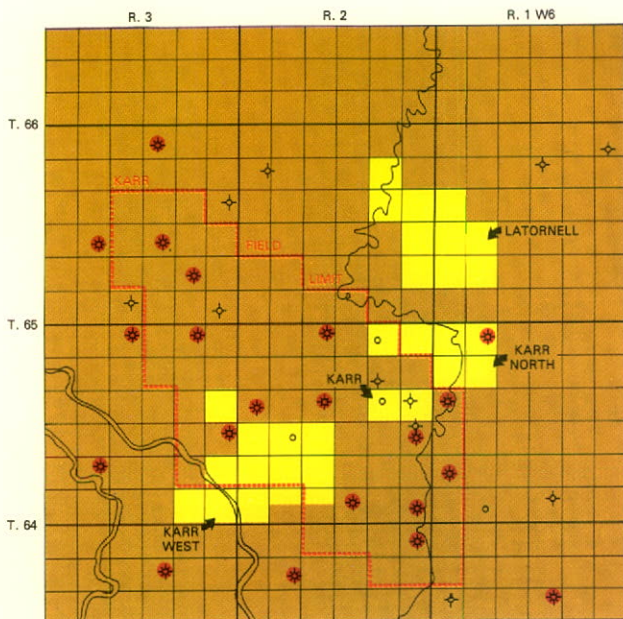 R. 3
R. 2
R. 1 W6
T. 66
KARR
FIELD
LIMIT
LATORNELL
T. 65
KARR NORTH
KARR
T. 64
KARR WEST